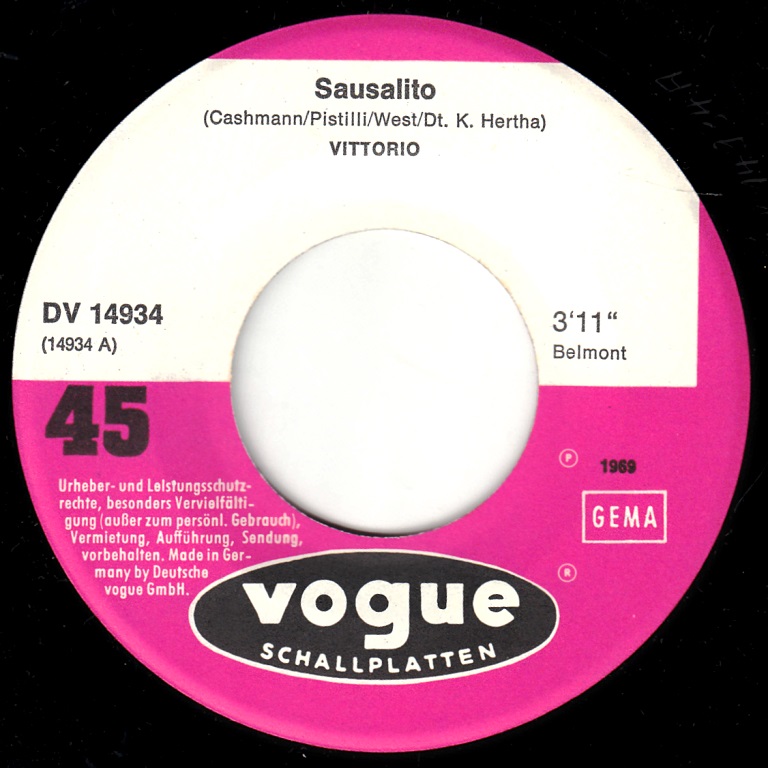 Sausalito
(Cashmann/Pistilli/West/Dt. K. Hertha)
VITTORIO
DV 14934
(14934 A)
3‘11“
Belmont
45
Urheber- und Leistungsschutz-
rechte, besonders Vervielfälti-
gung (außer zum persönl. Gebrauch),
Vermietung, Aufführung, Sendung,
vorbehalten. Made in Ger-
many by Deutsche
vogue GmbH.
℗ 1969
GEMA
®
vogue
SCHALLPLATTEN